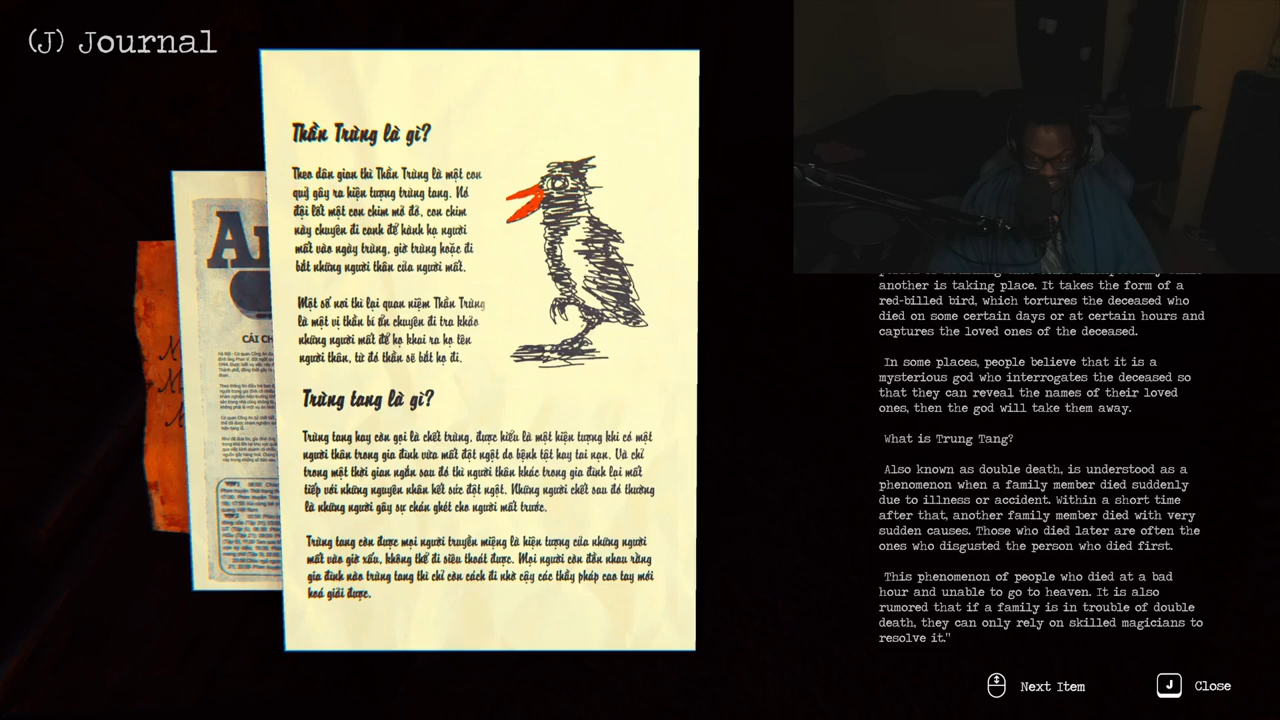 (J) Journal
Thần Trùng là gì?
Theo dân gian thì Thần Trùng là một con
quỷ gây ra hiện tượng trùng tang. Nó
đội lốt một con chim mỏ đỏ, con chim
này chuyên đi canh để hành hạ người
mất vào ngày trùng, giờ trùng hoặc đi
bắt những người thân của người mất.
Một số nơi thì lại quan niệm Thần Trùng
là một vị thần bí ẩn chuyên đi tra khảo
những người mất để họ khai ra họ tên
người thân, từ đó thần sẽ bắt họ đi.
Trùng tang là gì?
Trùng tang hay còn gọi là chết trùng, được hiểu là một hiện tượng khi có một
người thân trong gia đình vừa mất đột ngột do bệnh tật hay tai nạn. Và chỉ
trong một thời gian ngắn sau đó thì người thân khác trong gia đình lại mất
tiếp với những nguyên nhân hết sức đột ngột. Những người chết sau đó thường
là những người gây sự chán ghét cho người mất trước.
Trùng tang còn được mọi người truyền miệng là hiện tượng của những người
mất vào giờ xấu, không thể đi siêu thoát được. Mọi người còn đồn nhau rằng
gia đình nào trùng tang thì chỉ còn cách đi nhờ cậy các thầy pháp cao tay mới
hoá giải được.
CÁI CH
another is taking place. It takes the form of a
red-billed bird, which tortures the deceased who
died on some certain days or at certain hours and
captures the loved ones of the deceased.
In some places, people believe that it is a
mysterious god who interrogates the deceased so
that they can reveal the names of their loved
ones, then the god will take them away.
What is Trung Tang?
Also known as double death, is understood as a
phenomenon when a family member died suddenly
due to illness or accident. Within a short time
after that, another family member died with very
sudden causes. Those who died later are often the
ones who disgusted the person who died first.
This phenomenon of people who died at a bad
hour and unable to go to heaven. It is also
rumored that if a family is in trouble of double
death, they can only rely on skilled magicians to
resolve it."
Next Item
J Close